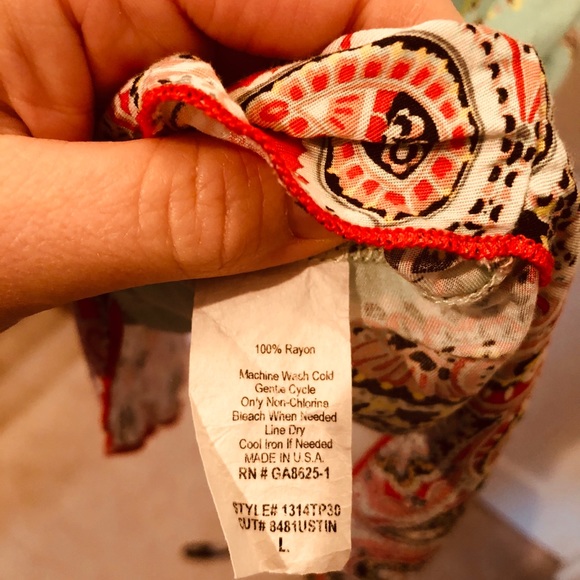 100% Rayon
Machine Wash Cold
Gentle Cycle
Only Non-Chlorine
Bleach When Needed
Line Dry
Cool Iron If Needed
MADE IN U.S.A.
RN # GA8625-1
STYLE# 1314TP30
CUT# 8481USTIN
L.